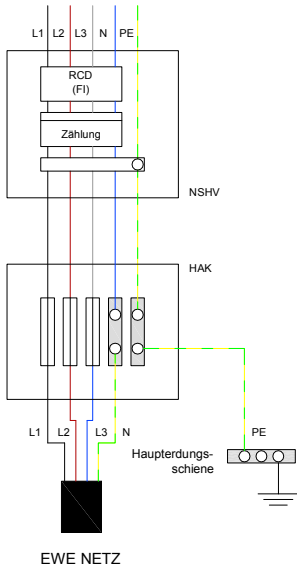 L1 L2 L3 N PE
RCD
(FI)
Zählung
NSHV
HAK
L1 L2 L3 N
PE
Haupterdungs-
schiene
EWE NETZ